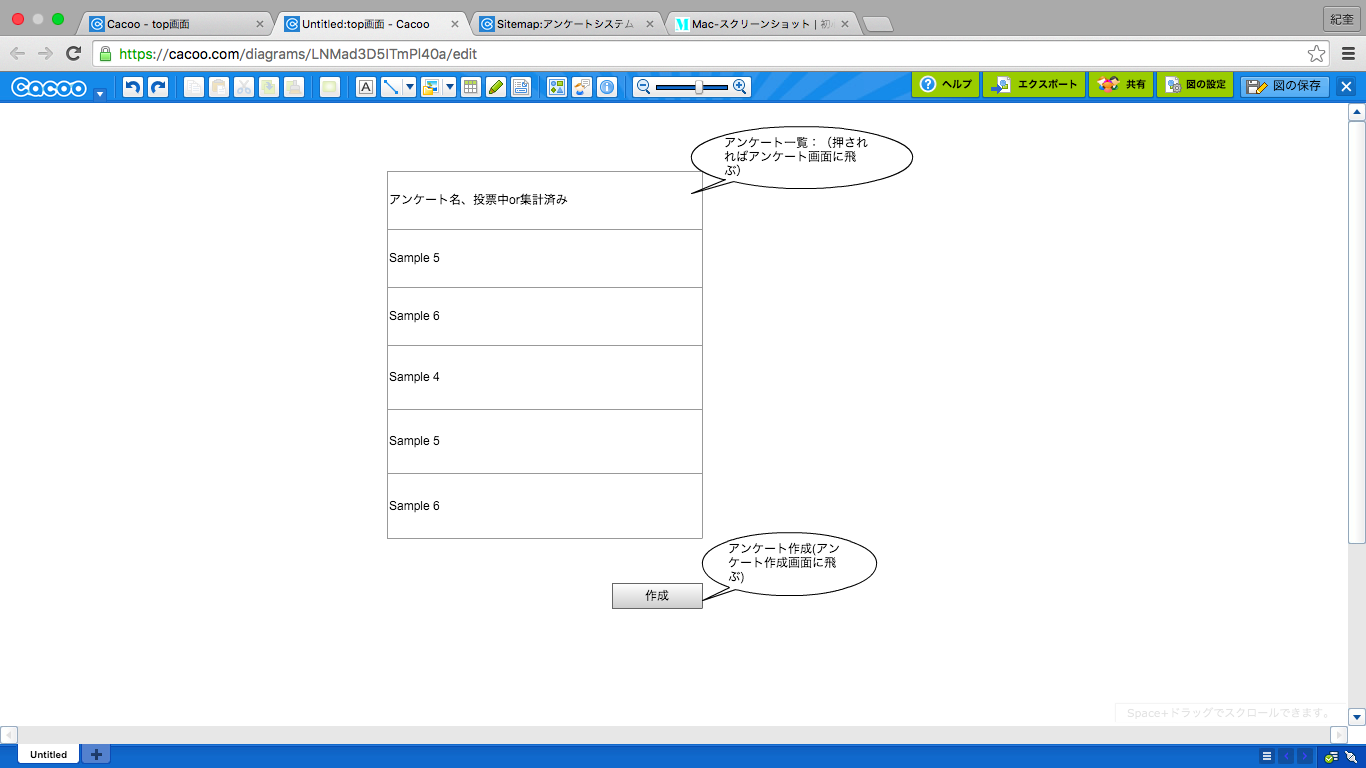 Cacoo - top画面
Untitled:top画面 - Cacoo
Sitemap:アンケートシステム
Mac-スクリーンショット | 初
紀奎
https://cacoo.com/diagrams/LNMad3D5ITmPl40a/edit
Cacoo
ヘルプ
エクスポート
共有
図の設定
図の保存
アンケート一覧：（押され
ればアンケート画面に飛
ぶ）
アンケート名、投票中or集計済み
Sample 5
Sample 6
Sample 4
Sample 5
Sample 6
アンケート作成(アン
ケート作成画面に飛
ぶ)
作成
Space+ドラッグでスクロールできます。
Untitled